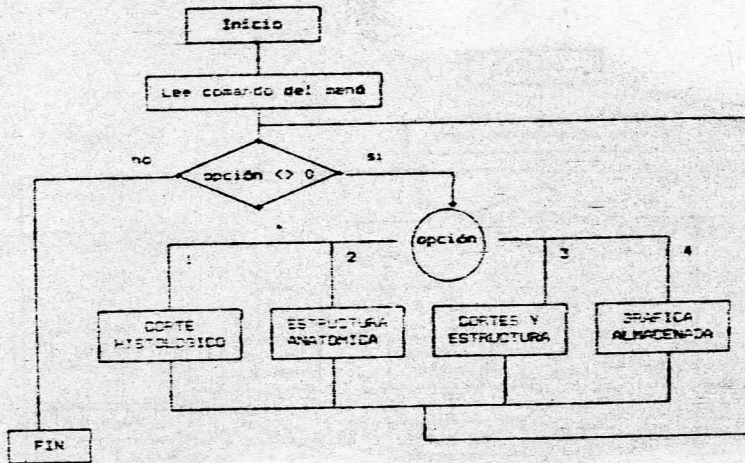 Inicio
Lee comando del menú
no
opción <> 0
si
opción
1
2
3
4
CORTE
HISTOLOGICO
ESTRUCTURA
ANATOMICA
CORTES Y
ESTRUCTURA
GRAFICA
ALMACENADA
FIN